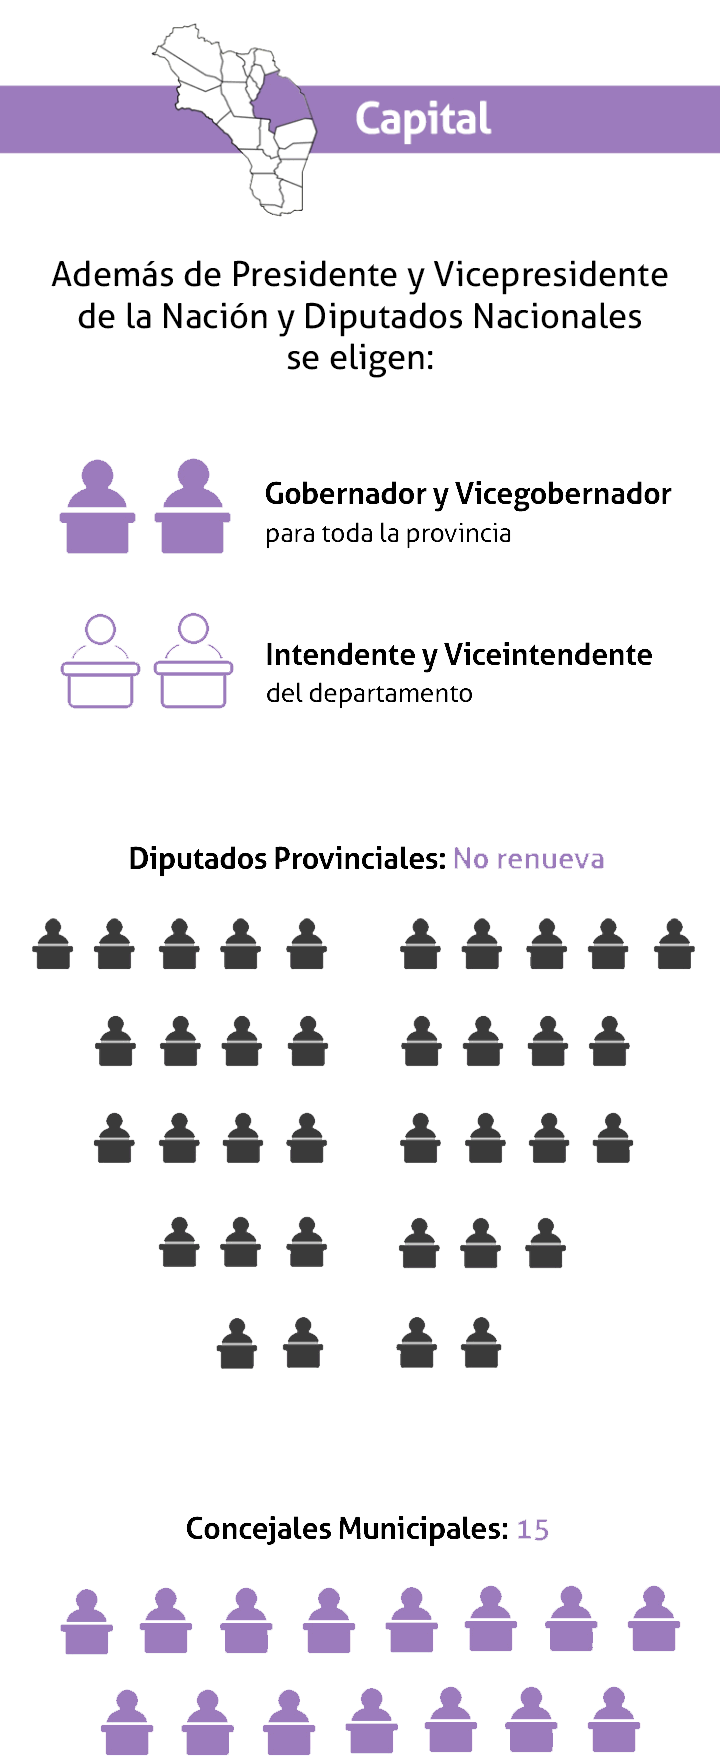 Capital
Además de Presidente y Vicepresidente
de la Nación y Diputados Nacionales
se eligen:
Gobernador y Vicegobernador
para toda la provincia
Intendente y Viceintendente
del departamento
Diputados Provinciales: No renueva
Concejales Municipales: 15